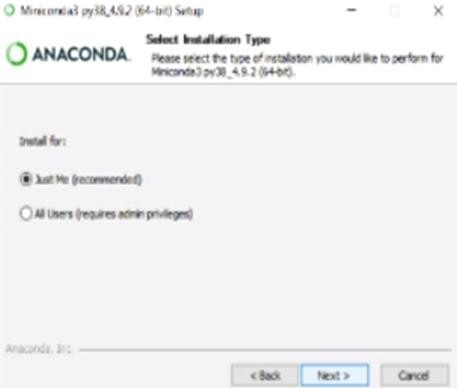 Miniconda3 py38_4.9.2 (64-bit) Setup
ANACONDA.
Select Installation Type
Please select the type of installation you would like to perform for
Miniconda3 py38_4.9.2 (64-bit).
Install for:
Just Me (recommended)
All Users (requires admin privileges)
Anaconda, Inc.
< Back
Next >
Cancel